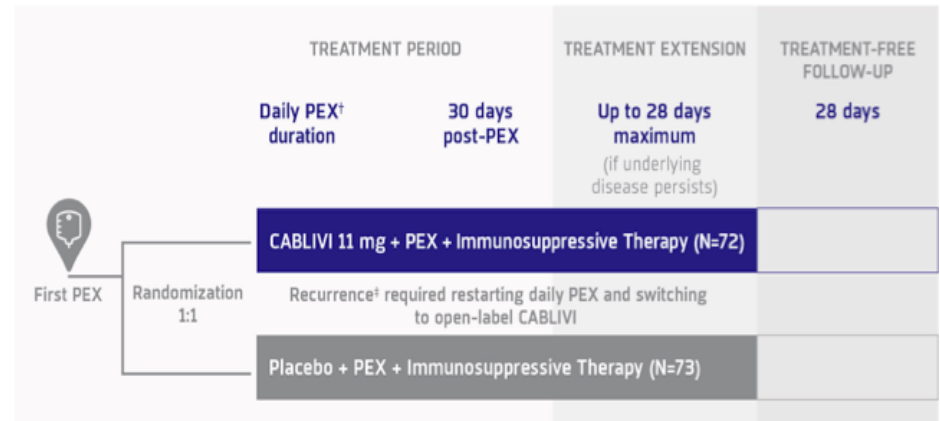 TREATMENT PERIOD
TREATMENT EXTENSION
TREATMENT-FREE
FOLLOW-UP
Daily PEX†
duration
30 days
post-PEX
Up to 28 days
maximum
(if underlying
disease persists)
28 days
CABLIVI 11 mg + PEX + Immunosuppressive Therapy (N=72)
First PEX
Randomization
1:1
Recurrence‡ required restarting daily PEX and switching
to open-label CABLIVI
Placebo + PEX + Immunosuppressive Therapy (N=73)